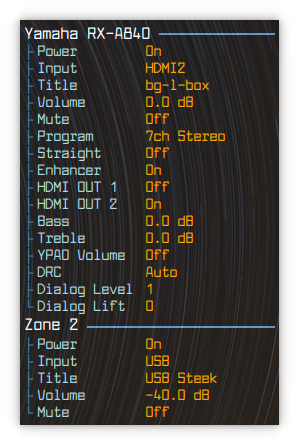 Yamaha RX-A840
Power On
Input HDMI2
Title bg-l-box
Volume 0.0 dB
Mute Off
Program 7ch Stereo
Straight Off
Enhancer On
HDMI OUT 1 Off
HDMI OUT 2 On
Bass 0.0 dB
Treble 0.0 dB
YPAO Volume Off
DRC Auto
Dialog Level 1
Dialog Lift 0
Zone 2
Power On
Input USB
Title USB Steek
Volume -40.0 dB
Mute Off